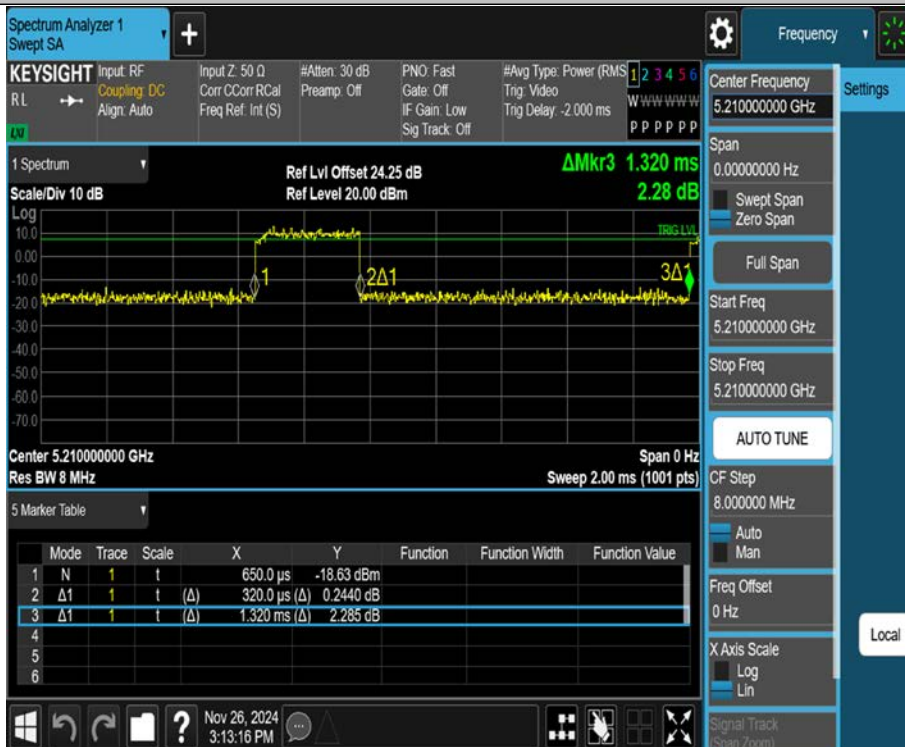 Spectrum Analyzer 1
Swept SA
+
Frequency
KEYSIGHT
RL
LXI
Input: RF
Coupling: DC
Align: Auto
Input Z: 50 Ω
Corr CCorr RCal
Freq Ref: Int (S)
#Atten: 30 dB
Preamp: Off
PNO: Fast
Gate: Off
IF Gain: Low
Sig Track: Off
#Avg Type: Power (RMS
Trig: Video
Trig Delay: -2.000 ms
1 2 3 4 5 6
W W W W W W
P P P P P P
1 Spectrum
Scale/Div 10 dB
Ref Lvl Offset 24.25 dB
Ref Level 20.00 dBm
ΔMkr3 1.320 ms
2.28 dB
Log
10.0
0.00
-10.0
-20.0
-30.0
-40.0
-50.0
-60.0
-70.0
TRIG LVL
1
2Δ1
3Δ1
Center 5.210000000 GHz
Res BW 8 MHz
Span 0 Hz
Sweep 2.00 ms (1001 pts)
5 Marker Table
Mode Trace Scale X Y Function Function Width Function Value
1 N 1 t 650.0 µs -18.63 dBm
2 Δ1 1 t (Δ) 320.0 µs (Δ) 0.2440 dB
3 Δ1 1 t (Δ) 1.320 ms (Δ) 2.285 dB
4
5
6
?
Nov 26, 2024
3:13:16 PM
Center Frequency
5.210000000 GHz
Span
0.00000000 Hz
Swept Span
Zero Span
Full Span
Start Freq
5.210000000 GHz
Stop Freq
5.210000000 GHz
AUTO TUNE
CF Step
8.000000 MHz
Auto
Man
Freq Offset
0 Hz
X Axis Scale
Log
Lin
Signal Track
(Span Zoom)
Settings
Local